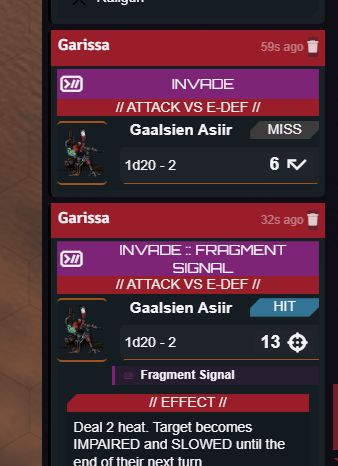 Railgun
Garissa
59s ago
INVADE
// ATTACK VS E-DEF //
Gaalsien Asiir
MISS
1d20 - 2
6
Garissa
32s ago
INVADE :: FRAGMENT
SIGNAL
// ATTACK VS E-DEF //
Gaalsien Asiir
HIT
1d20 - 2
13
Fragment Signal
// EFFECT //
Deal 2 heat. Target becomes
IMPAIRED and SLOWED until the
end of their next turn